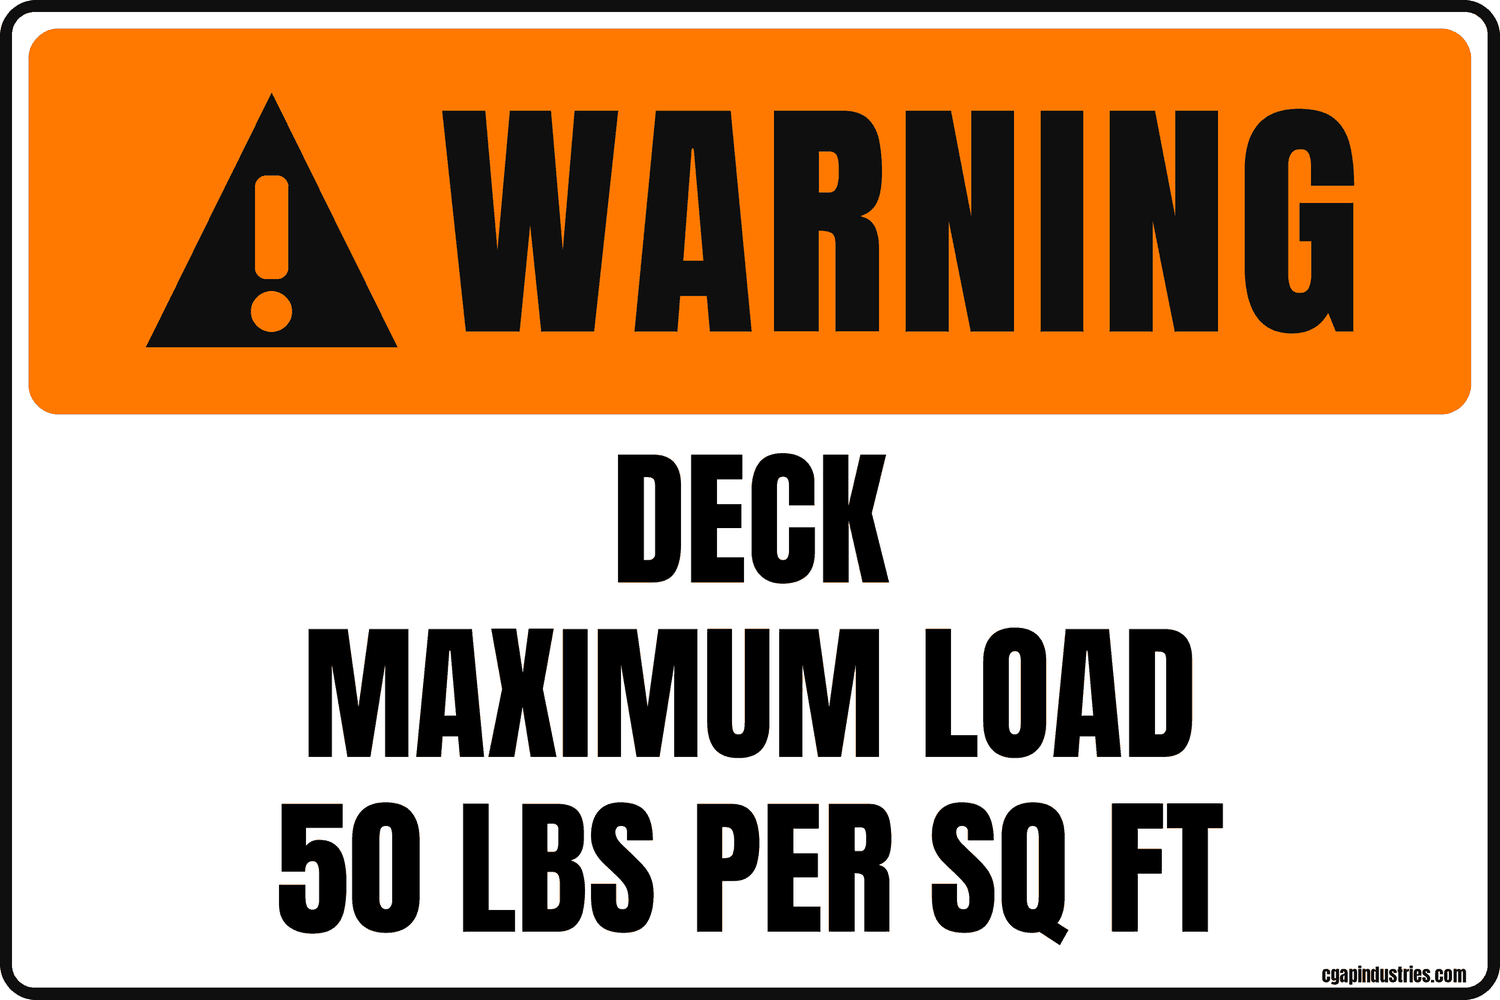 WARNING
DECK
MAXIMUM LOAD
50 LBS PER SQ FT
cgapindustries.com